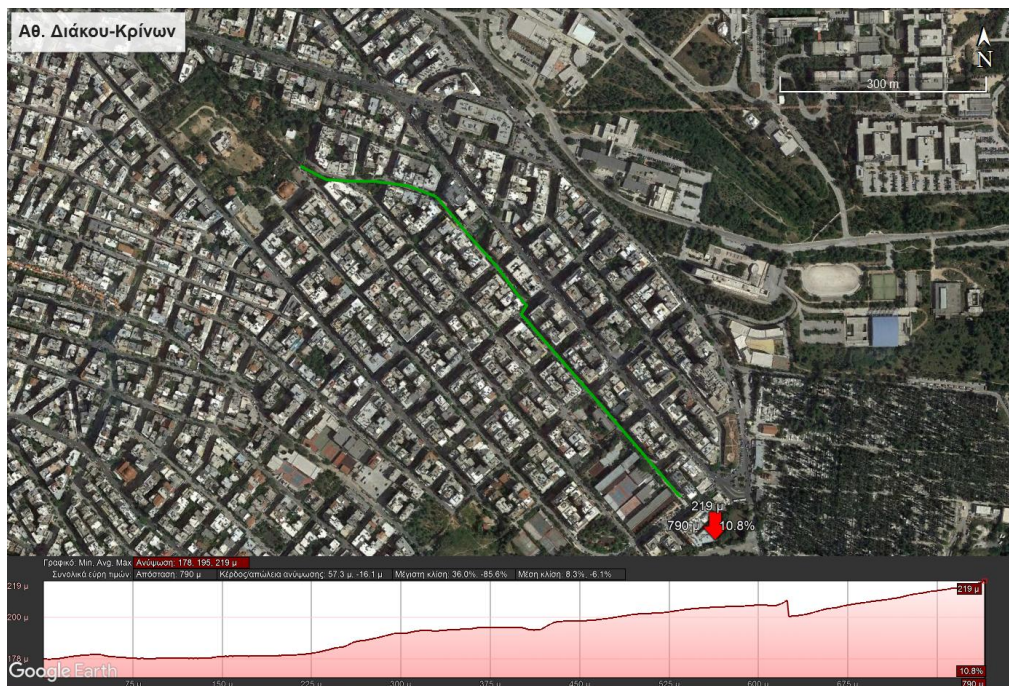 Αθ. Διάκου-Κρίνων
N
300 m
219 μ
790 μ 10.8%
Γραφικό: Min, Avg, Max Ανύψωση: 178, 195, 219 μ
Συνολικά εύρη τιμών: Απόσταση: 790 μ Κέρδος/απώλεια ανύψωσης: 57.3 μ, -16.1 μ Μέγιστη κλίση: 36.0%, -85.6% Μέση κλίση: 8.3%, -6.1%
219 μ 219 μ
200 μ
178 μ
Google Earth 10.8%
75 μ 150 μ 225 μ 300 μ 375 μ 450 μ 525 μ 600 μ 675 μ 790 μ